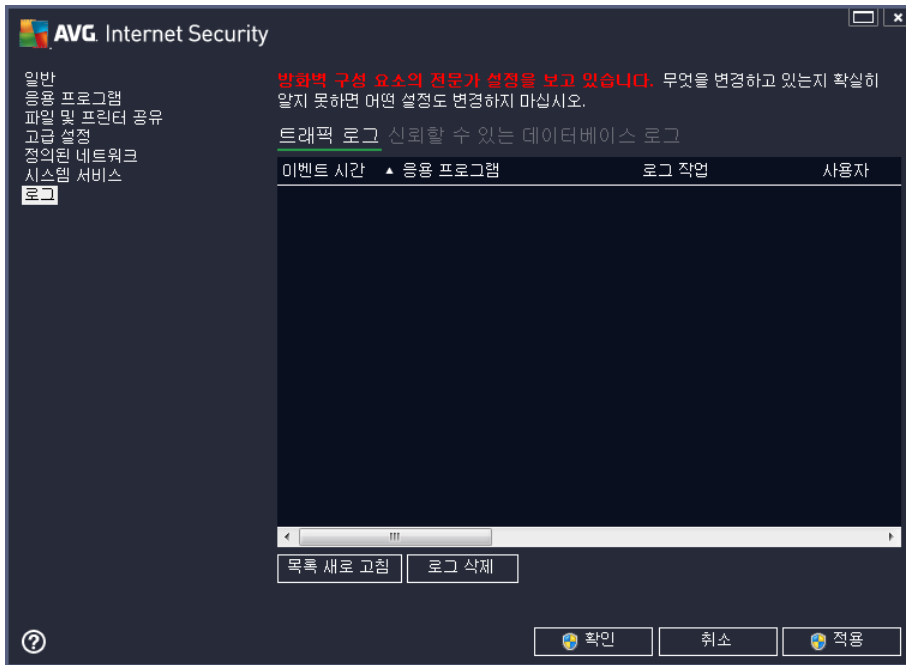 AVG. Internet Security
일반
응용 프로그램
파일 및 프린터 공유
고급 설정
정의된 네트워크
시스템 서비스
로그
방화벽 구성 요소의 전문가 설정을 보고 있습니다. 무엇을 변경하고 있는지 확실히
알지 못하면 어떤 설정도 변경하지 마십시오.
트래픽 로그 신뢰할 수 있는 데이터베이스 로그
이벤트 시간 ▲ 응용 프로그램 로그 작업 사용자
목록 새로 고침 로그 삭제
확인 취소 적용